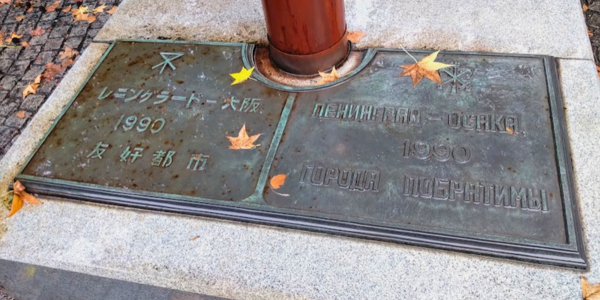 レニングラード－大阪
1990
友好都市
ЛЕНИНГРАД－ОСАКА
1990
ГОРОДА ПОБРАТИМЫ